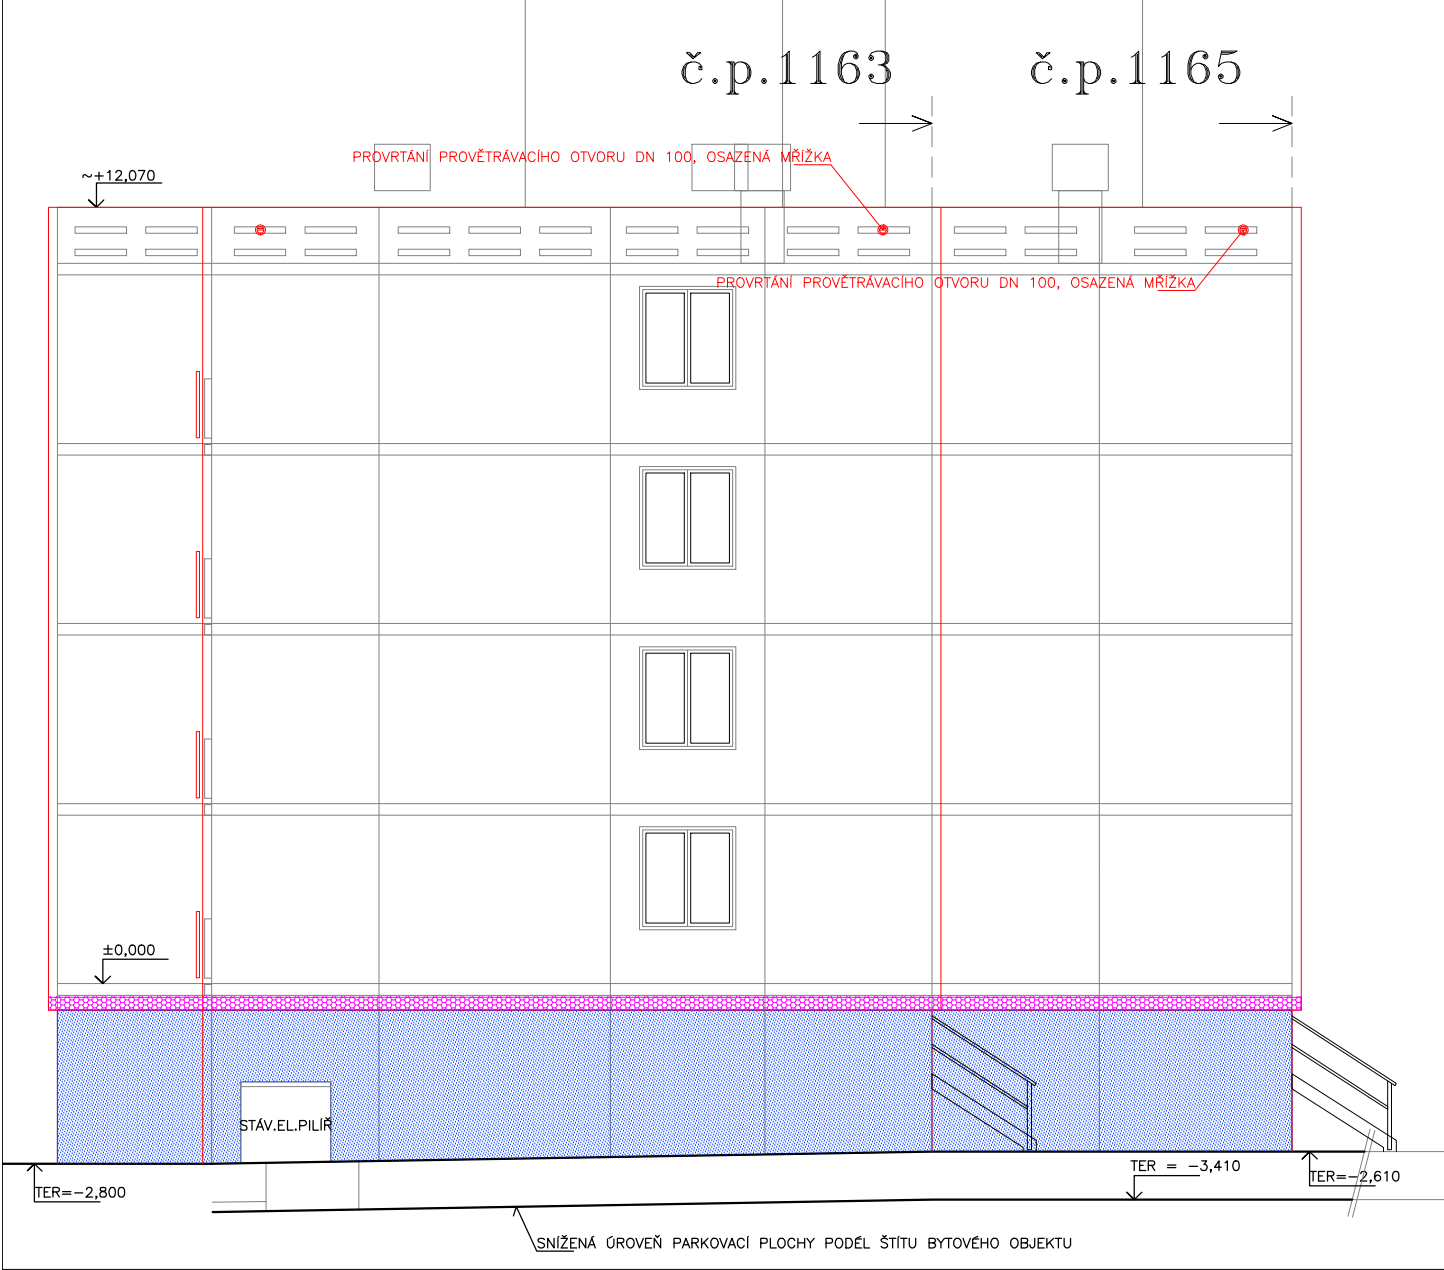 č.p.1163 č.p.1165
PROVRTÁNÍ PROVĚTRÁVACÍHO OTVORU DN 100, OSAZENÁ MŘÍŽKA
~+12,070
PROVRTÁNÍ PROVĚTRÁVACÍHO OTVORU DN 100, OSAZENÁ MŘÍŽKA
±0,000
STÁV.EL.PILÍŘ
TER = -3,410
TER=-2,610
TER=-2,800
SNÍŽENÁ ÚROVEŇ PARKOVACÍ PLOCHY PODÉL ŠTÍTU BYTOVÉHO OBJEKTU